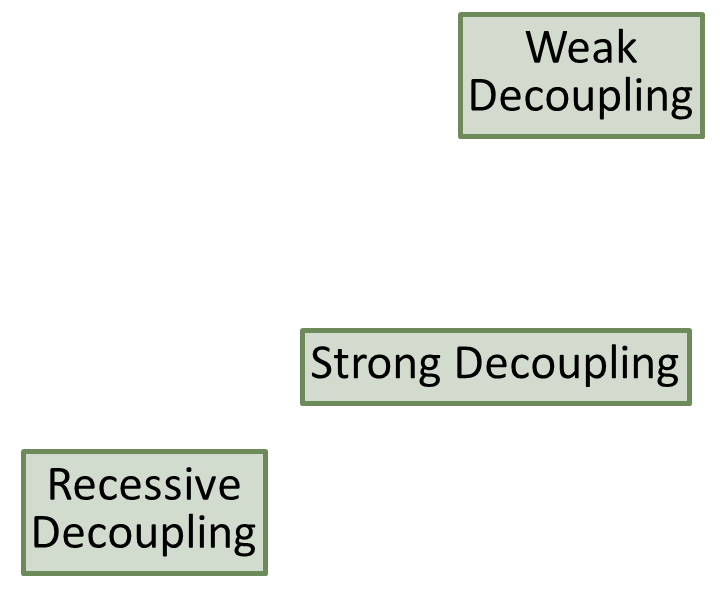 Weak
Decoupling
Strong Decoupling
Recessive
Decoupling